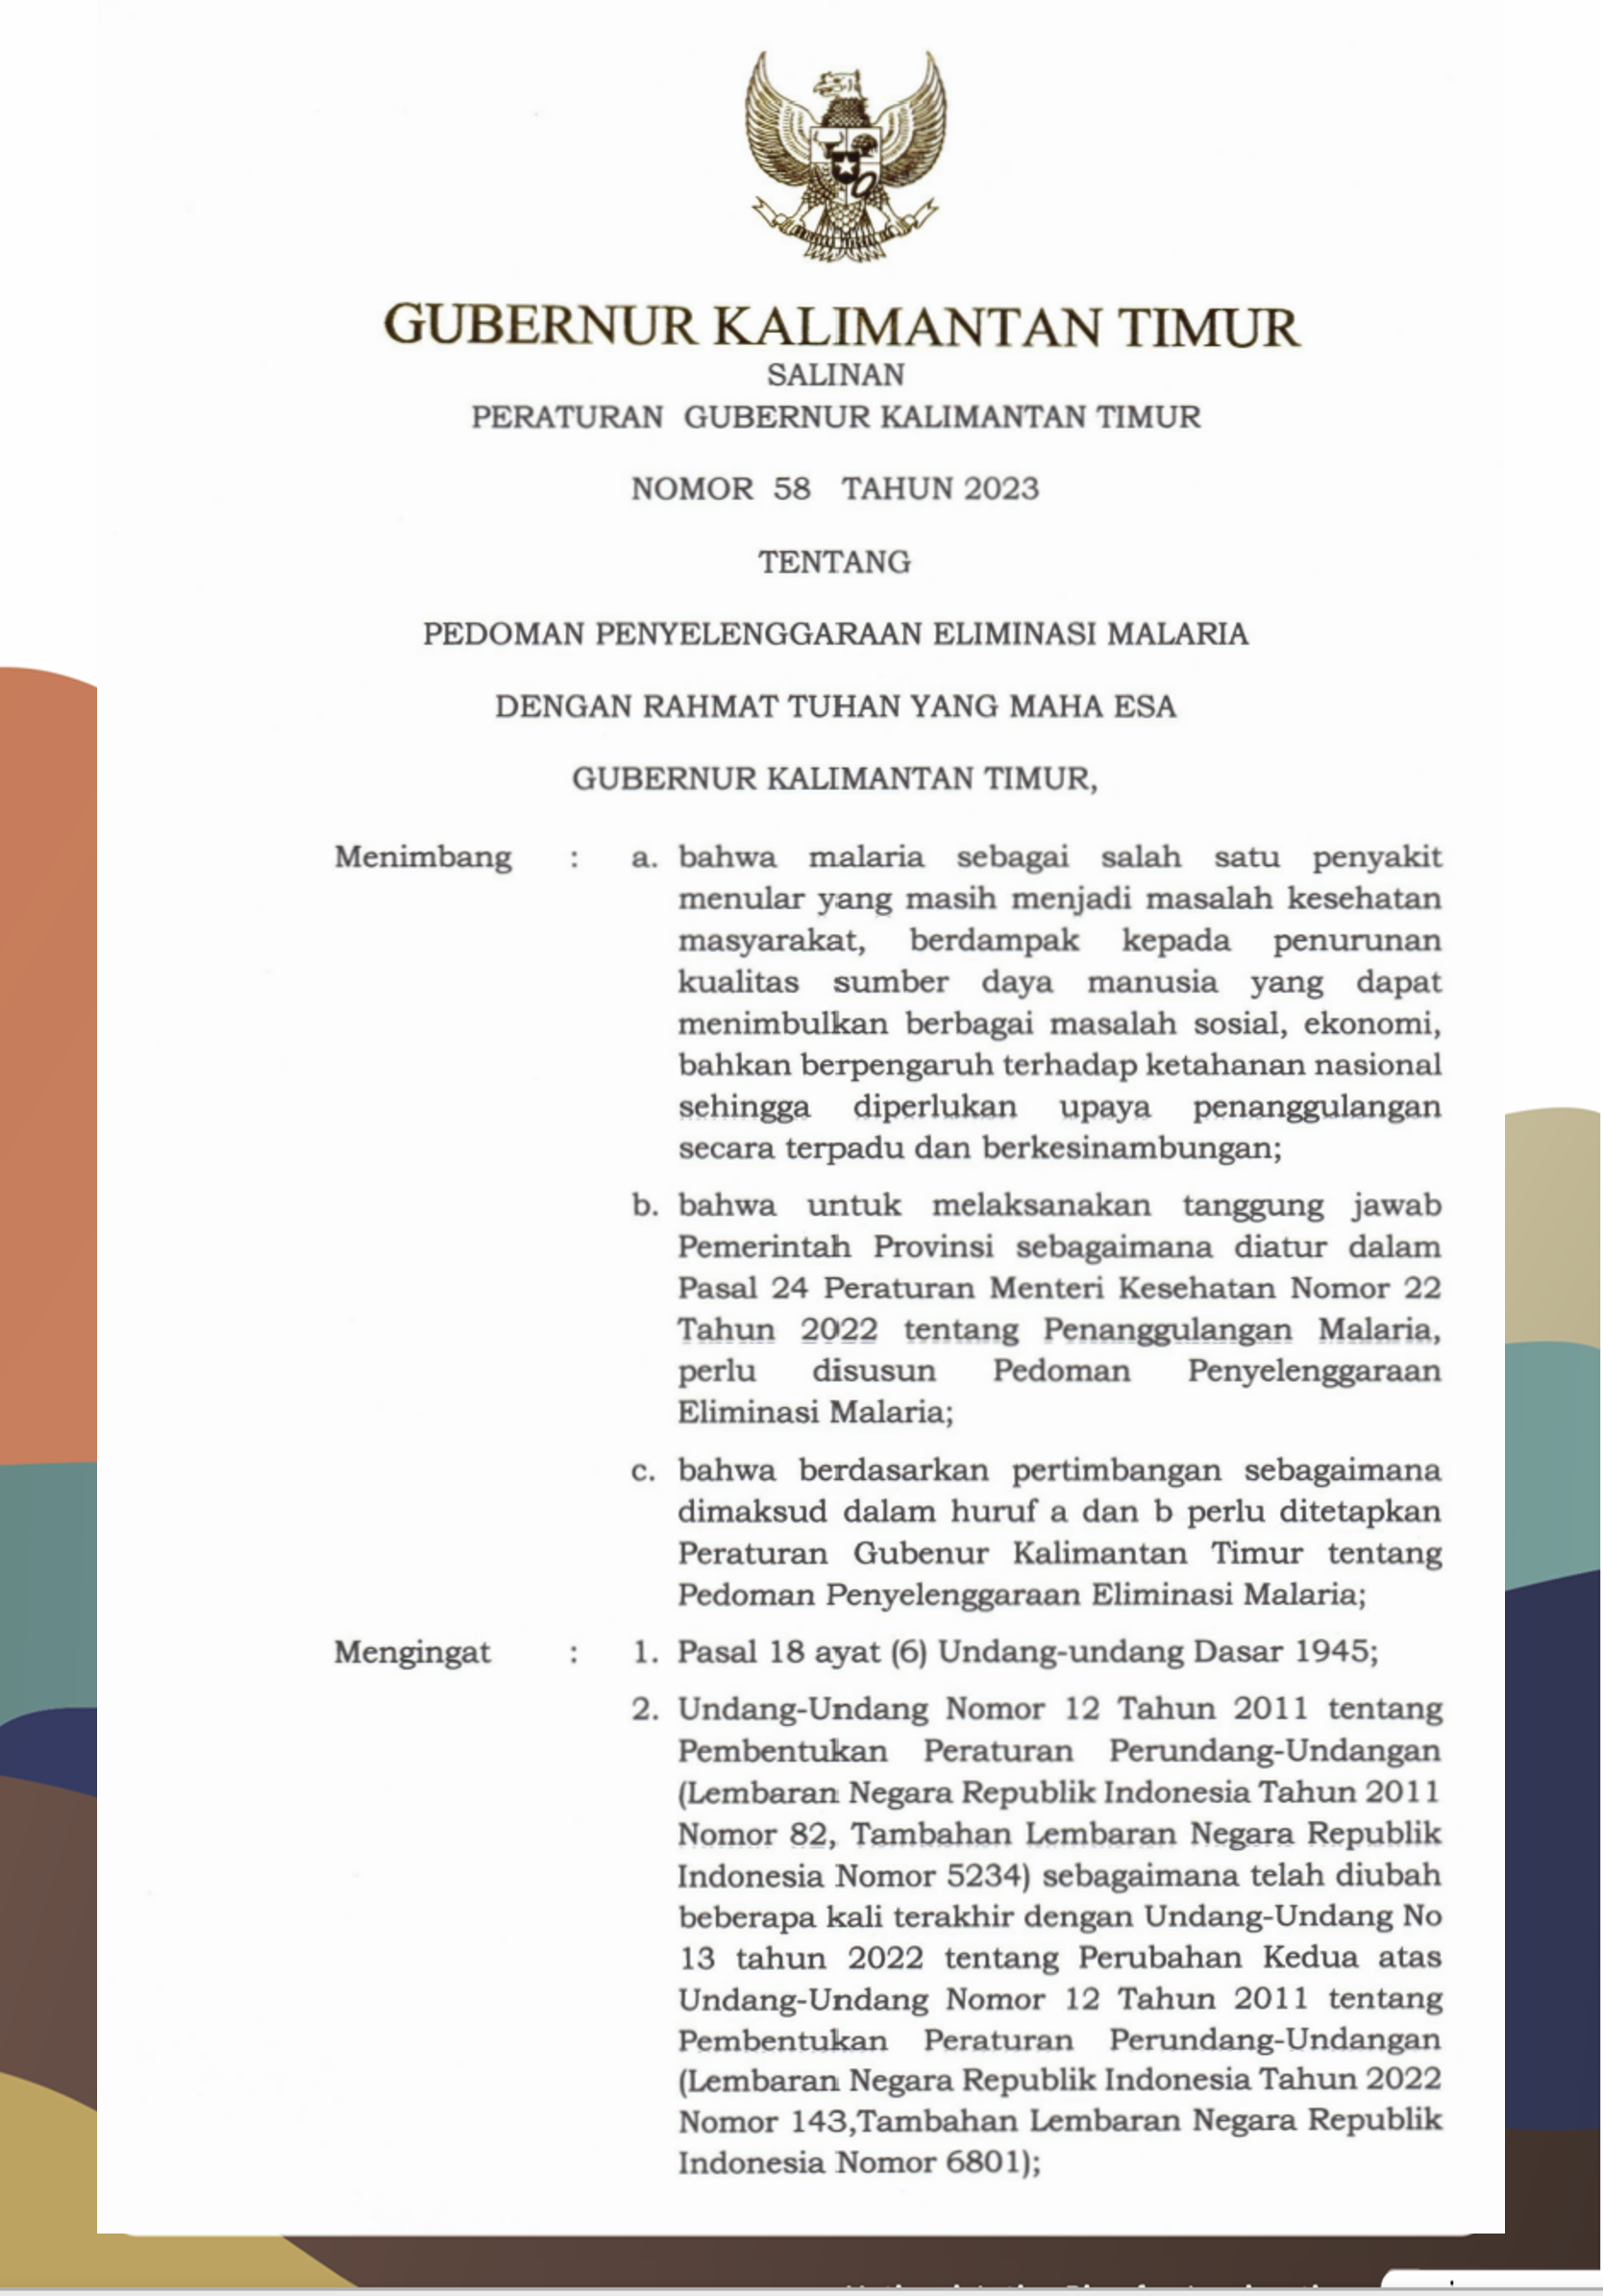 GUBERNUR KALIMANTAN TIMUR
SALINAN
PERATURAN GUBERNUR KALIMANTAN TIMUR
NOMOR 58 TAHUN 2023
TENTANG
PEDOMAN PENYELENGGARAAN ELIMINASI MALARIA
DENGAN RAHMAT TUHAN YANG MAHA ESA
GUBERNUR KALIMANTAN TIMUR,
Menimbang : a. bahwa malaria sebagai salah satu penyakit
menular yang masih menjadi masalah kesehatan
masyarakat, berdampak kepada penurunan
kualitas sumber daya manusia yang dapat
menimbulkan berbagai masalah sosial, ekonomi,
bahkan berpengaruh terhadap ketahanan nasional
sehingga diperlukan upaya penanggulangan
secara terpadu dan berkesinambungan;
b. bahwa untuk melaksanakan tanggung jawab
Pemerintah Provinsi sebagaimana diatur dalam
Pasal 24 Peraturan Menteri Kesehatan Nomor 22
Tahun 2022 tentang Penanggulangan Malaria,
perlu disusun Pedoman Penyelenggaraan
Eliminasi Malaria;
c. bahwa berdasarkan pertimbangan sebagaimana
dimaksud dalam huruf a dan b perlu ditetapkan
Peraturan Gubenur Kalimantan Timur tentang
Pedoman Penyelenggaraan Eliminasi Malaria;
Mengingat : 1. Pasal 18 ayat (6) Undang-undang Dasar 1945;
2. Undang-Undang Nomor 12 Tahun 2011 tentang
Pembentukan Peraturan Perundang-Undangan
(Lembaran Negara Republik Indonesia Tahun 2011
Nomor 82, Tambahan Lembaran Negara Republik
Indonesia Nomor 5234) sebagaimana telah diubah
beberapa kali terakhir dengan Undang-Undang No
13 tahun 2022 tentang Perubahan Kedua atas
Undang-Undang Nomor 12 Tahun 2011 tentang
Pembentukan Peraturan Perundang-Undangan
(Lembaran Negara Republik Indonesia Tahun 2022
Nomor 143,Tambahan Lembaran Negara Republik
Indonesia Nomor 6801);